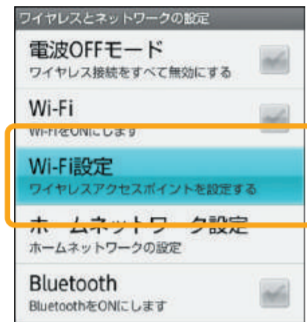 ワイヤレスとネットワークの設定
電波OFFモード
ワイヤレス接続をすべて無効にする
Wi-Fi
Wi-FiをONにします
Wi-Fi設定
ワイヤレスアクセスポイントを設定する
ホームネットワーク設定
ホームネットワークの設定
Bluetooth
BluetoothをONにします